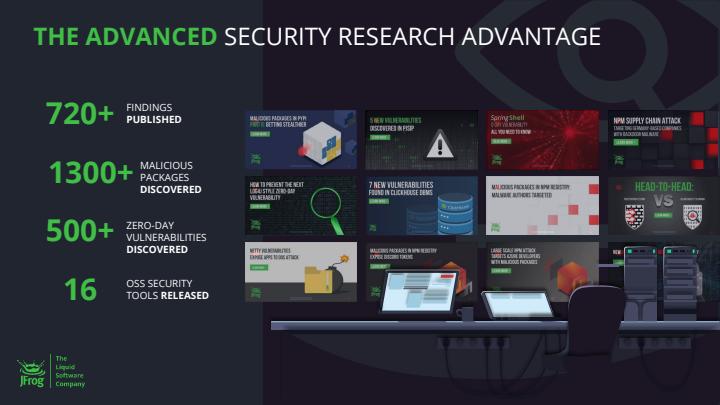 THE ADVANCED SECURITY RESEARCH ADVANTAGE
720+
FINDINGS
PUBLISHED
1300+
MALICIOUS
PACKAGES
DISCOVERED
500+
ZERO-DAY
VULNERABILITIES
DISCOVERED
16
OSS SECURITY
TOOLS RELEASED
MALICIOUS PACKAGES IN PYPI
GETTING STEALTHIER
5 NEW VULNERABILITIES
DISCOVERED IN PJSIP
SpringShell
0-DAY VULNERABILITY
ALL YOU NEED TO KNOW
NPM SUPPLY CHAIN ATTACK
TARGETING GERMANY-BASED COMPANIES
WITH BACKDOOR MALWARE
HOW TO PREVENT THE NEXT
LOG4J STYLE ZERO-DAY
VULNERABILITY
7 NEW VULNERABILITIES
FOUND IN CLICKHOUSE DBMS
MALICIOUS PACKAGES IN NPM REGISTRY:
MALWARE AUTHORS TARGETED
HEAD-TO-HEAD:
VS
NETTY VULNERABILITIES
EXPOSE APPS TO DOS ATTACK
MALICIOUS PACKAGES IN NPM REGISTRY
EXPOSE DISCORD TOKENS
LARGE SCALE NPM ATTACK
TARGETS AZURE DEVELOPERS
WITH MALICIOUS PACKAGES
NEW
JFrog
The
Liquid
Software
Company